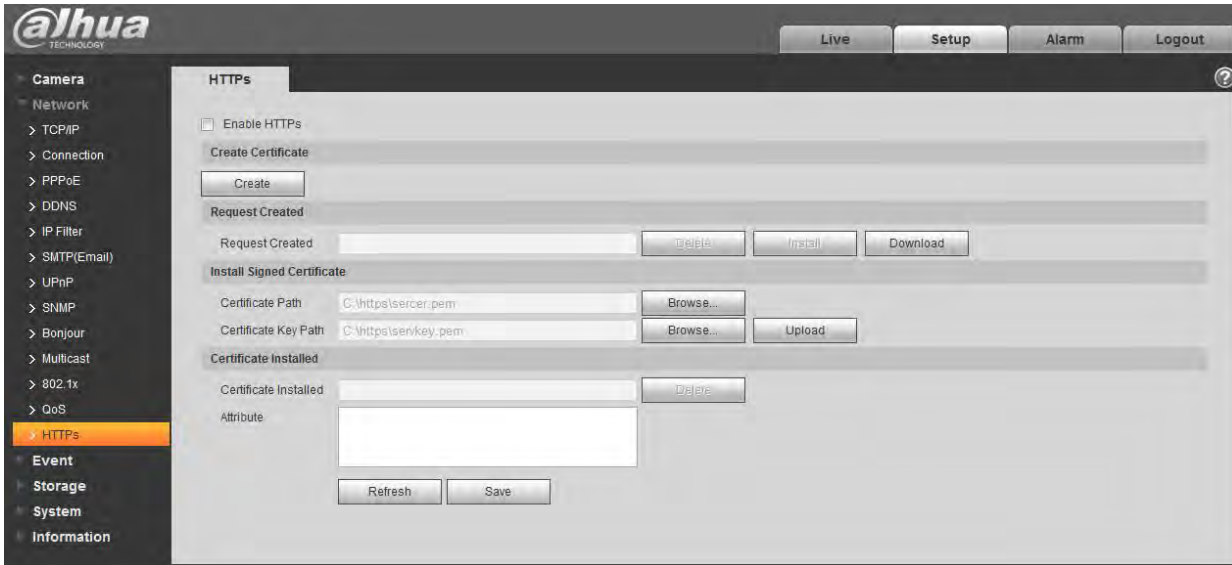 alhua
TECHNOLOGY
Live Setup Alarm Logout
Camera
Network
> TCP/IP
> Connection
> PPPoE
> DDNS
> IP Filter
> SMTP(Email)
> UPnP
> SNMP
> Bonjour
> Multicast
> 802.1x
> QoS
> HTTPs
Event
Storage
System
Information
HTTPs
?
Enable HTTPs
Create Certificate
Create
Request Created
Request Created Delete Install Download
Install Signed Certificate
Certificate Path C:\https\sercer.pem Browse...
Certificate Key Path C:\https\servkey.pem Browse... Upload
Certificate Installed
Certificate Installed Delete
Attribute
Refresh Save